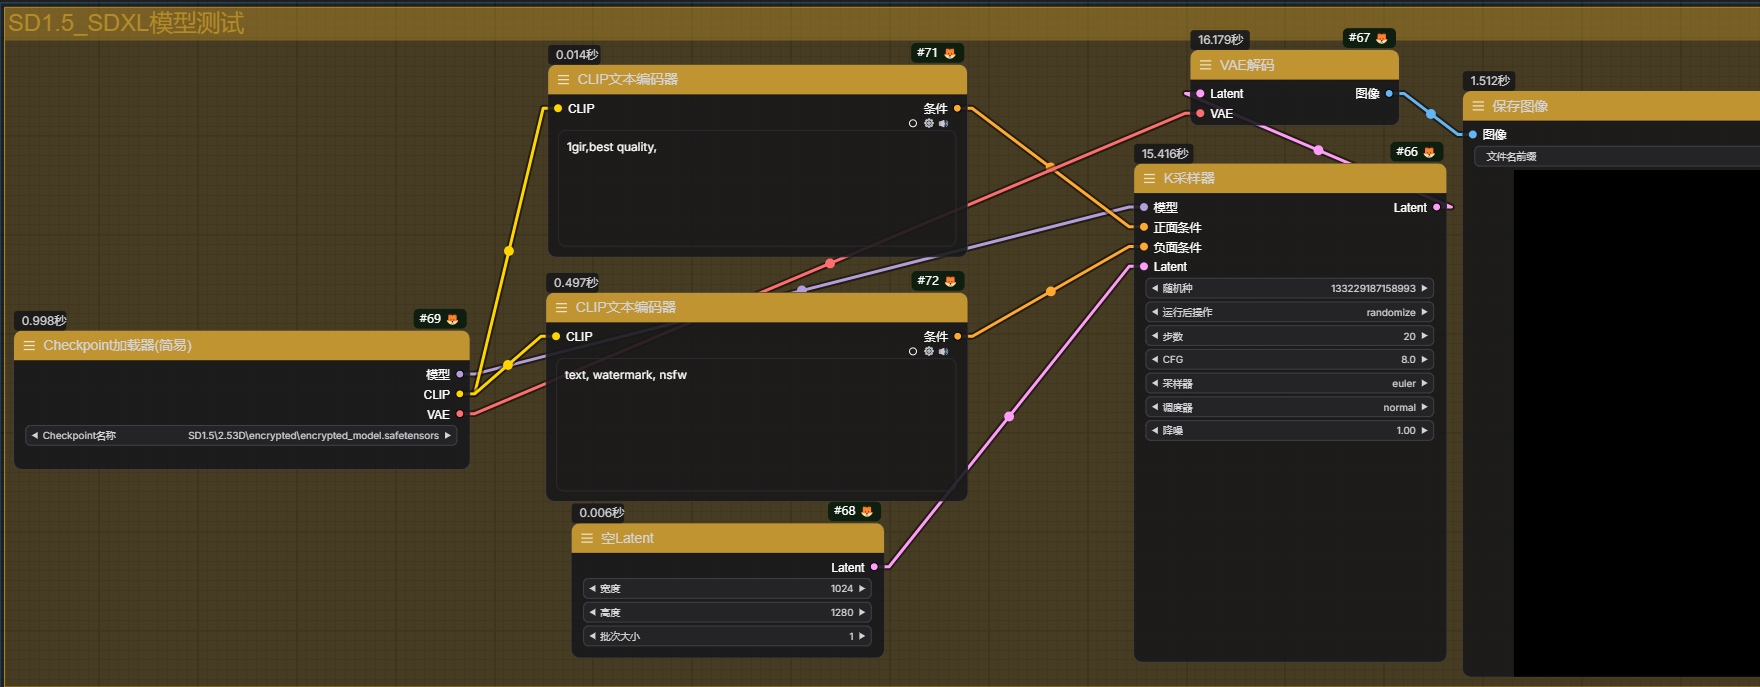 SD1.5_SDXL模型测试
0.998秒
#69
Checkpoint加载器(简易)
模型
CLIP
VAE
Checkpoint名称 SD1.5\2.53D\encrypted\encrypted_model.safetensors
0.014秒
#71
CLIP文本编码器
CLIP 条件
1gir,best quality,
0.497秒
#72
CLIP文本编码器
CLIP 条件
text, watermark, nsfw
0.006秒
#68
空Latent
Latent
宽度 1024
高度 1280
批次大小 1
16.179秒
#67
VAE解码
Latent 图像
VAE
15.416秒
#66
K采样器
模型 Latent
正面条件
负面条件
Latent
随机种 133229187158993
运行后操作 randomize
步数 20
CFG 8.0
采样器 euler
调度器 normal
降噪 1.00
1.512秒
保存图像
图像
文件名前缀